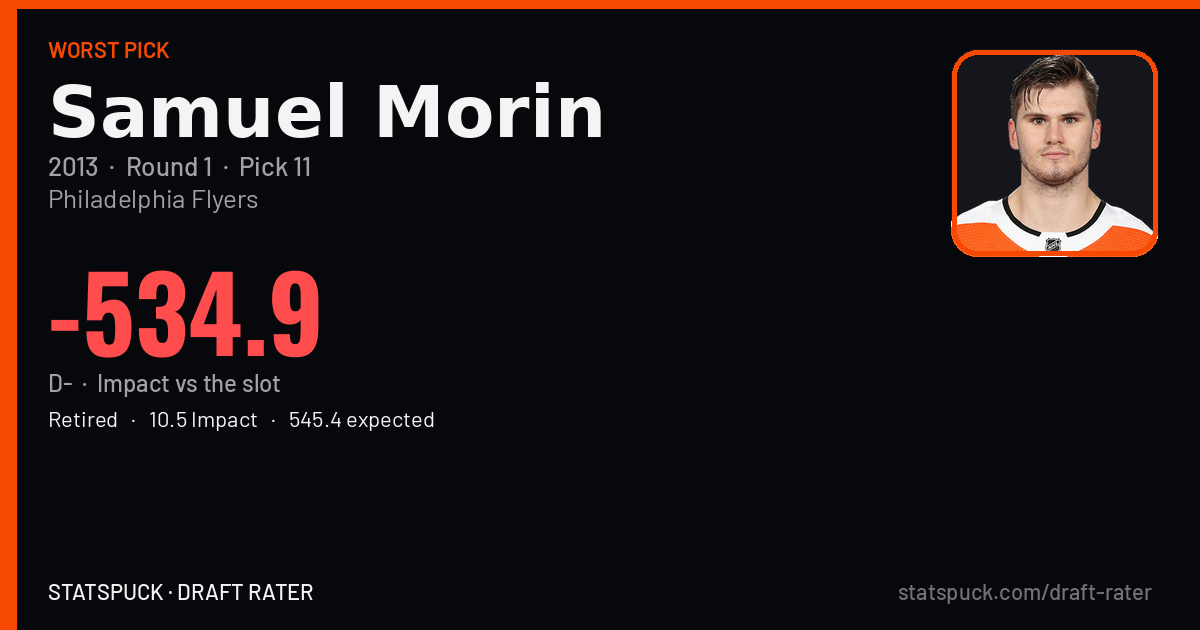 WORST PICK
Samuel Morin
2013 · Round 1 · Pick 11
Philadelphia Flyers
-534.9
D- · Impact vs the slot
Retired · 10.5 Impact · 545.4 expected
STATSPUCK · DRAFT RATER
statspuck.com/draft-rater